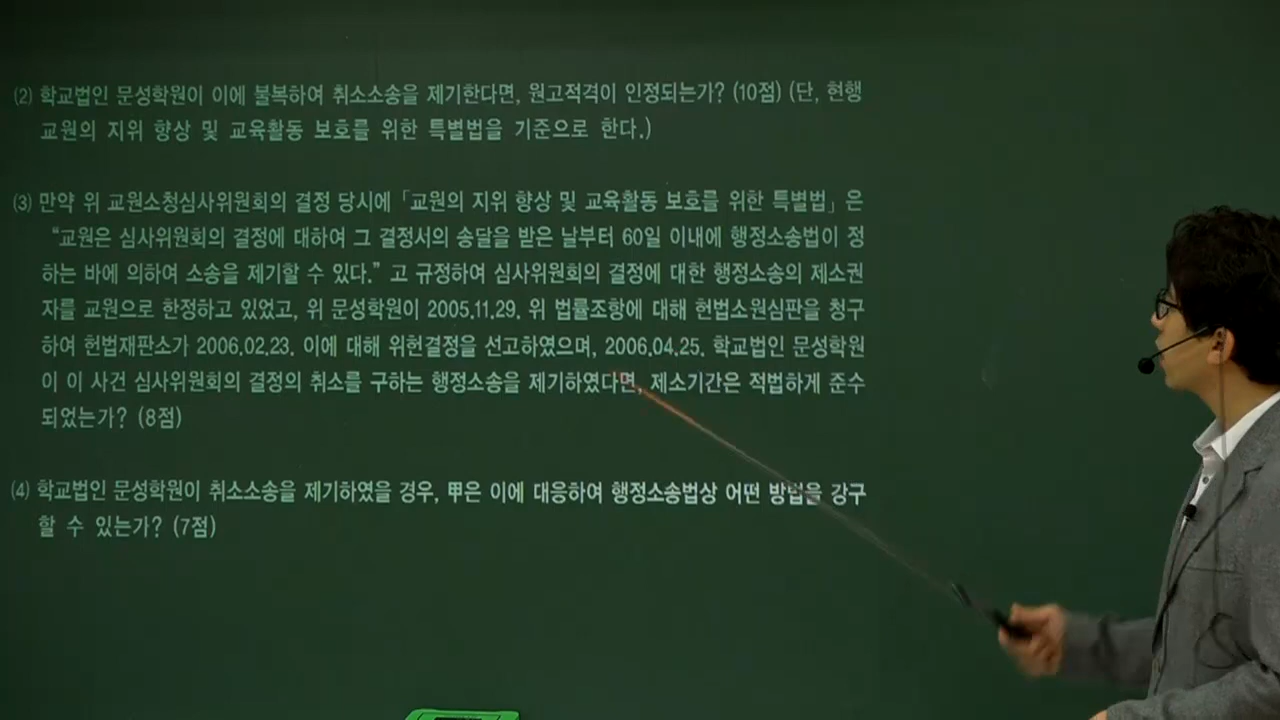 (2) 학교법인 문성학원이 이에 불복하여 취소소송을 제기한다면, 원고적격이 인정되는가? (10점) (단, 현행
교원의 지위 향상 및 교육활동 보호를 위한 특별법을 기준으로 한다.)
(3) 만약 위 교원소청심사위원회의 결정 당시에 「교원의 지위 향상 및 교육활동 보호를 위한 특별법」은
“교원은 심사위원회의 결정에 대하여 그 결정서의 송달을 받은 날부터 60일 이내에 행정소송법이 정
하는 바에 의하여 소송을 제기할 수 있다.” 고 규정하여 심사위원회의 결정에 대한 행정소송의 제소권
자를 교원으로 한정하고 있었고, 위 문성학원이 2005.11.29. 위 법률조항에 대해 헌법소원심판을 청구
하여 헌법재판소가 2006.02.23. 이에 대해 위헌결정을 선고하였으며, 2006.04.25. 학교법인 문성학원
이 이 사건 심사위원회의 결정의 취소를 구하는 행정소송을 제기하였다면, 제소기간은 적법하게 준수
되었는가? (8점)
(4) 학교법인 문성학원이 취소소송을 제기하였을 경우, 甲은 이에 대응하여 행정소송법상 어떤 방법을 강구
할 수 있는가? (7점)